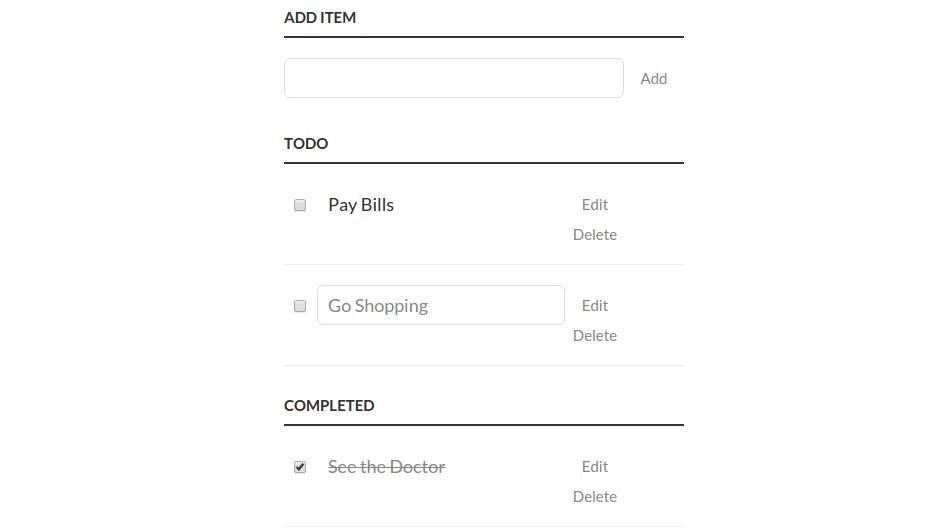 ADD ITEM
Add
TODO
Pay Bills Edit
Delete
Go Shopping Edit
Delete
COMPLETED
See the Doctor Edit
Delete